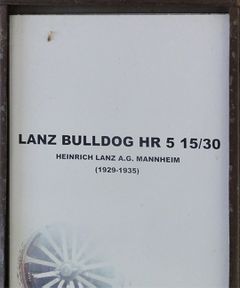 LANZ BULLDOG HR 5 15/30
HEINRICH LANZ A.G. MANNHEIM
(1929-1935)